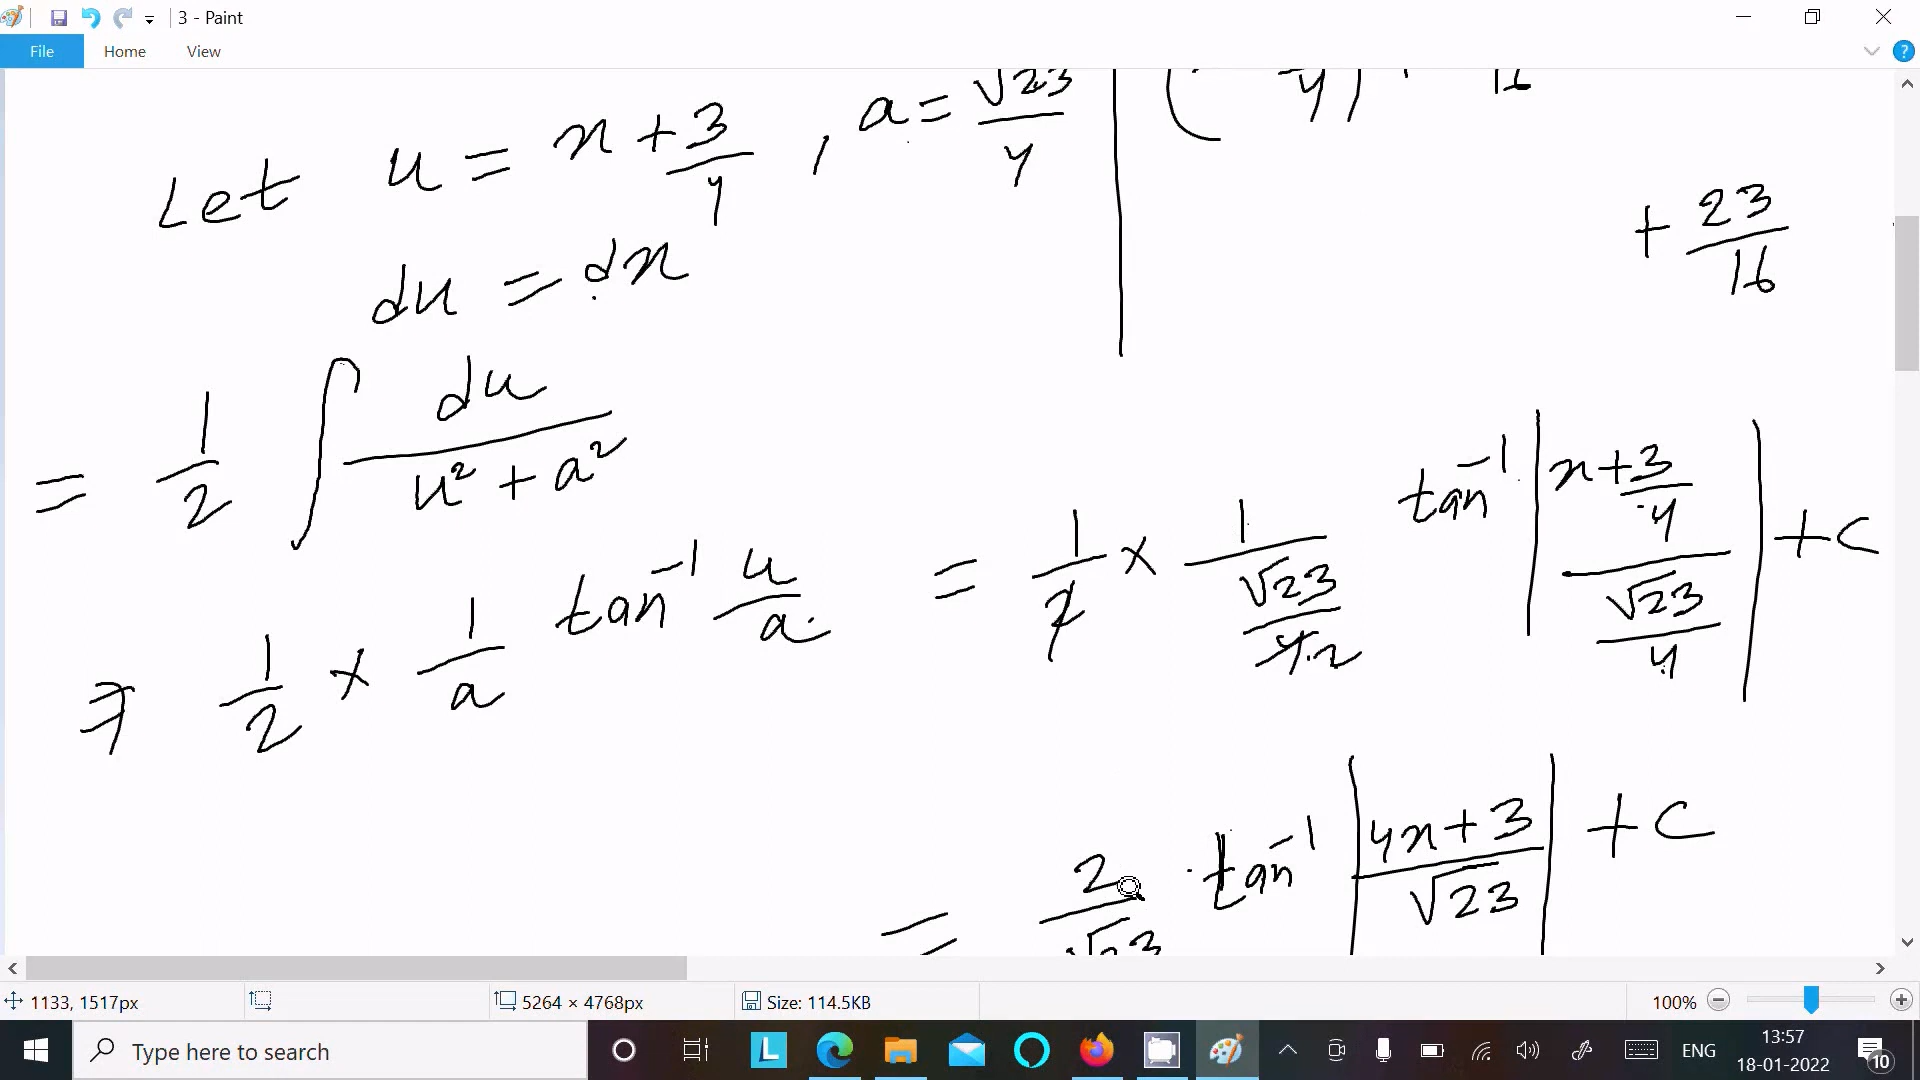 3 - Paint
File Home View
Let u = x + 3/4 , a = √23/4
( /4) 16
+ 23/16
du = dx
= 1/2 ∫ du/(u² + a²)
⇒ 1/2 × 1/a tan⁻¹ u/a
= 1/2 × 1/(√23/4.2) tan⁻¹ |(x + 3/4)/(√23/4)| + C
= 2/√23 tan⁻¹ |(4x + 3)/√23| + C
1133, 1517px 5264 × 4768px Size: 114.5KB 100%
Type here to search
L
ENG
13:57
18-01-2022
10